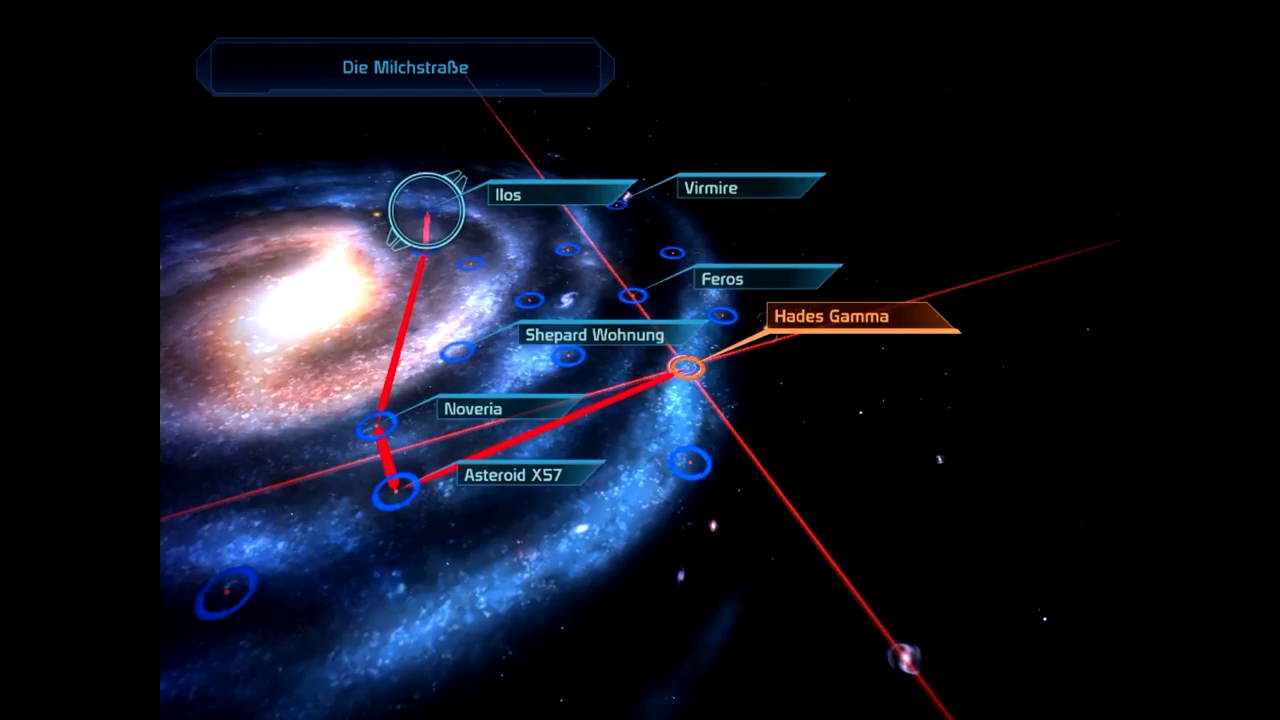 Die Milchstraße
Ilos
Virmire
Feros
Hades Gamma
Shepard Wohnung
Noveria
Asteroid X57